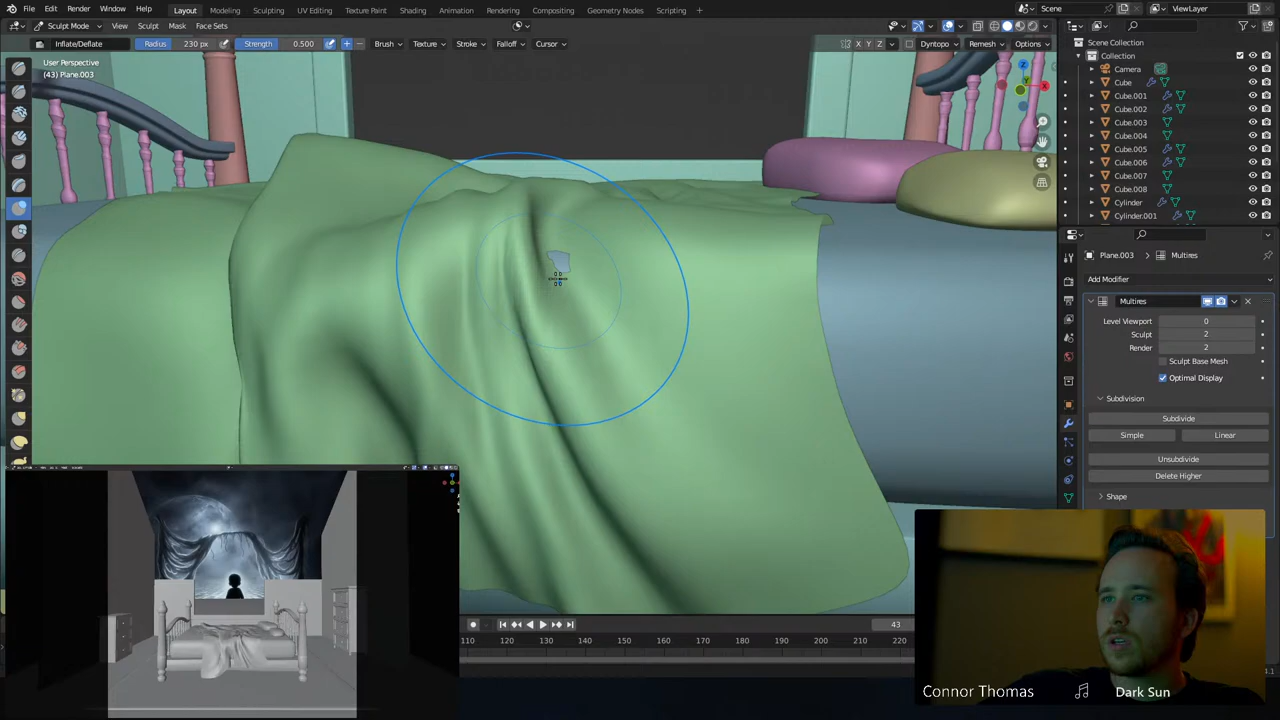 File Edit Render Window Help Layout Modeling Sculpting UV Editing Texture Paint Shading Animation Rendering Compositing Geometry Nodes Scripting Scene ViewLayer
Sculpt Mode View Sculpt Mask Face Sets
Inflate/Deflate Radius 230 px Strength 0.500 Brush Texture Stroke Falloff Cursor X Y Z Dyntopo Remesh Options
User Perspective
(43) Plane.003
Scene Collection
Collection
Camera
Cube
Cube.001
Cube.002
Cube.003
Cube.004
Cube.005
Cube.006
Cube.007
Cube.008
Cylinder
Cylinder.001
Plane.003 Multires
Add Modifier
Multires
Level Viewport 0
Sculpt 2
Render 2
Sculpt Base Mesh
Optimal Display
Subdivision
Subdivide
Simple Linear
Unsubdivide
Delete Higher
Shape
43
110 120 130 140 150 160 170 180 190 200 210 220
Connor Thomas Dark Sun